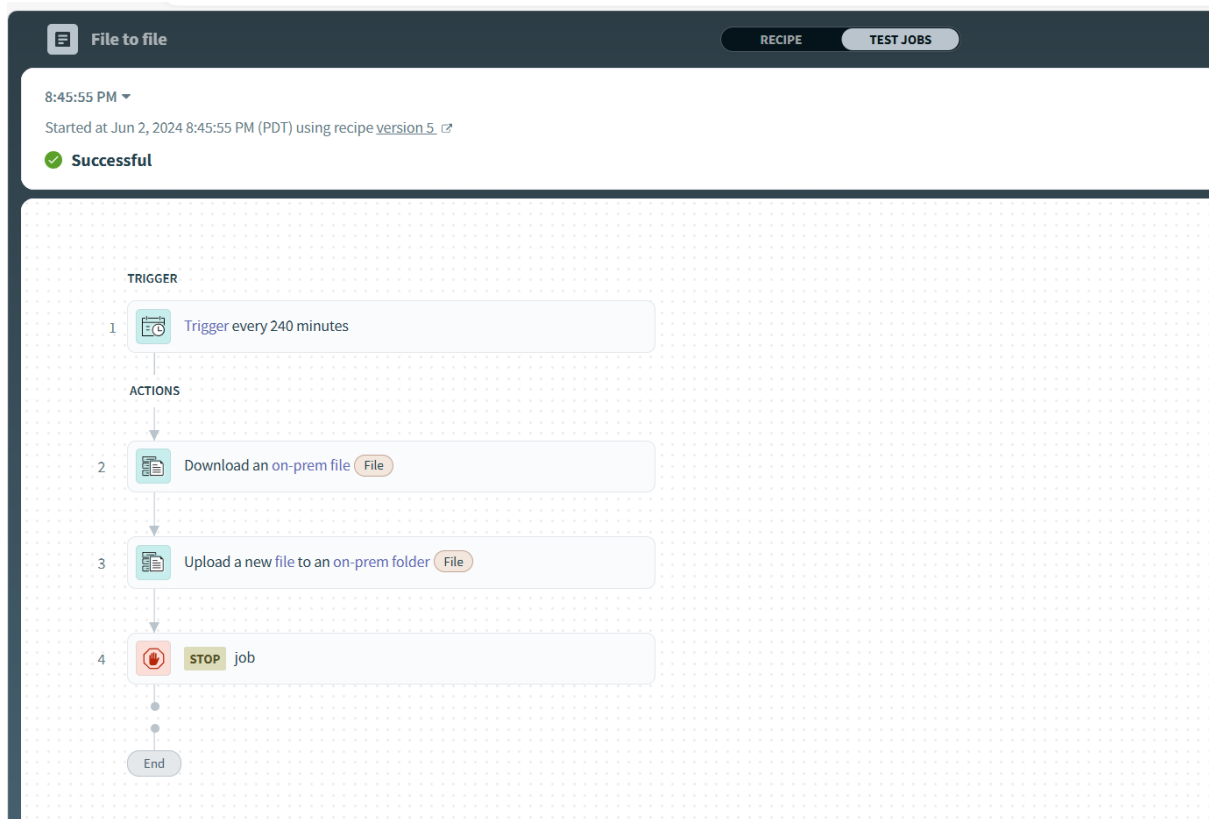 File to file
RECIPE
TEST JOBS
8:45:55 PM
Started at Jun 2, 2024 8:45:55 PM (PDT) using recipe version 5
Successful
TRIGGER
1 Trigger every 240 minutes
ACTIONS
2 Download an on-prem file File
3 Upload a new file to an on-prem folder File
4 STOP job
End